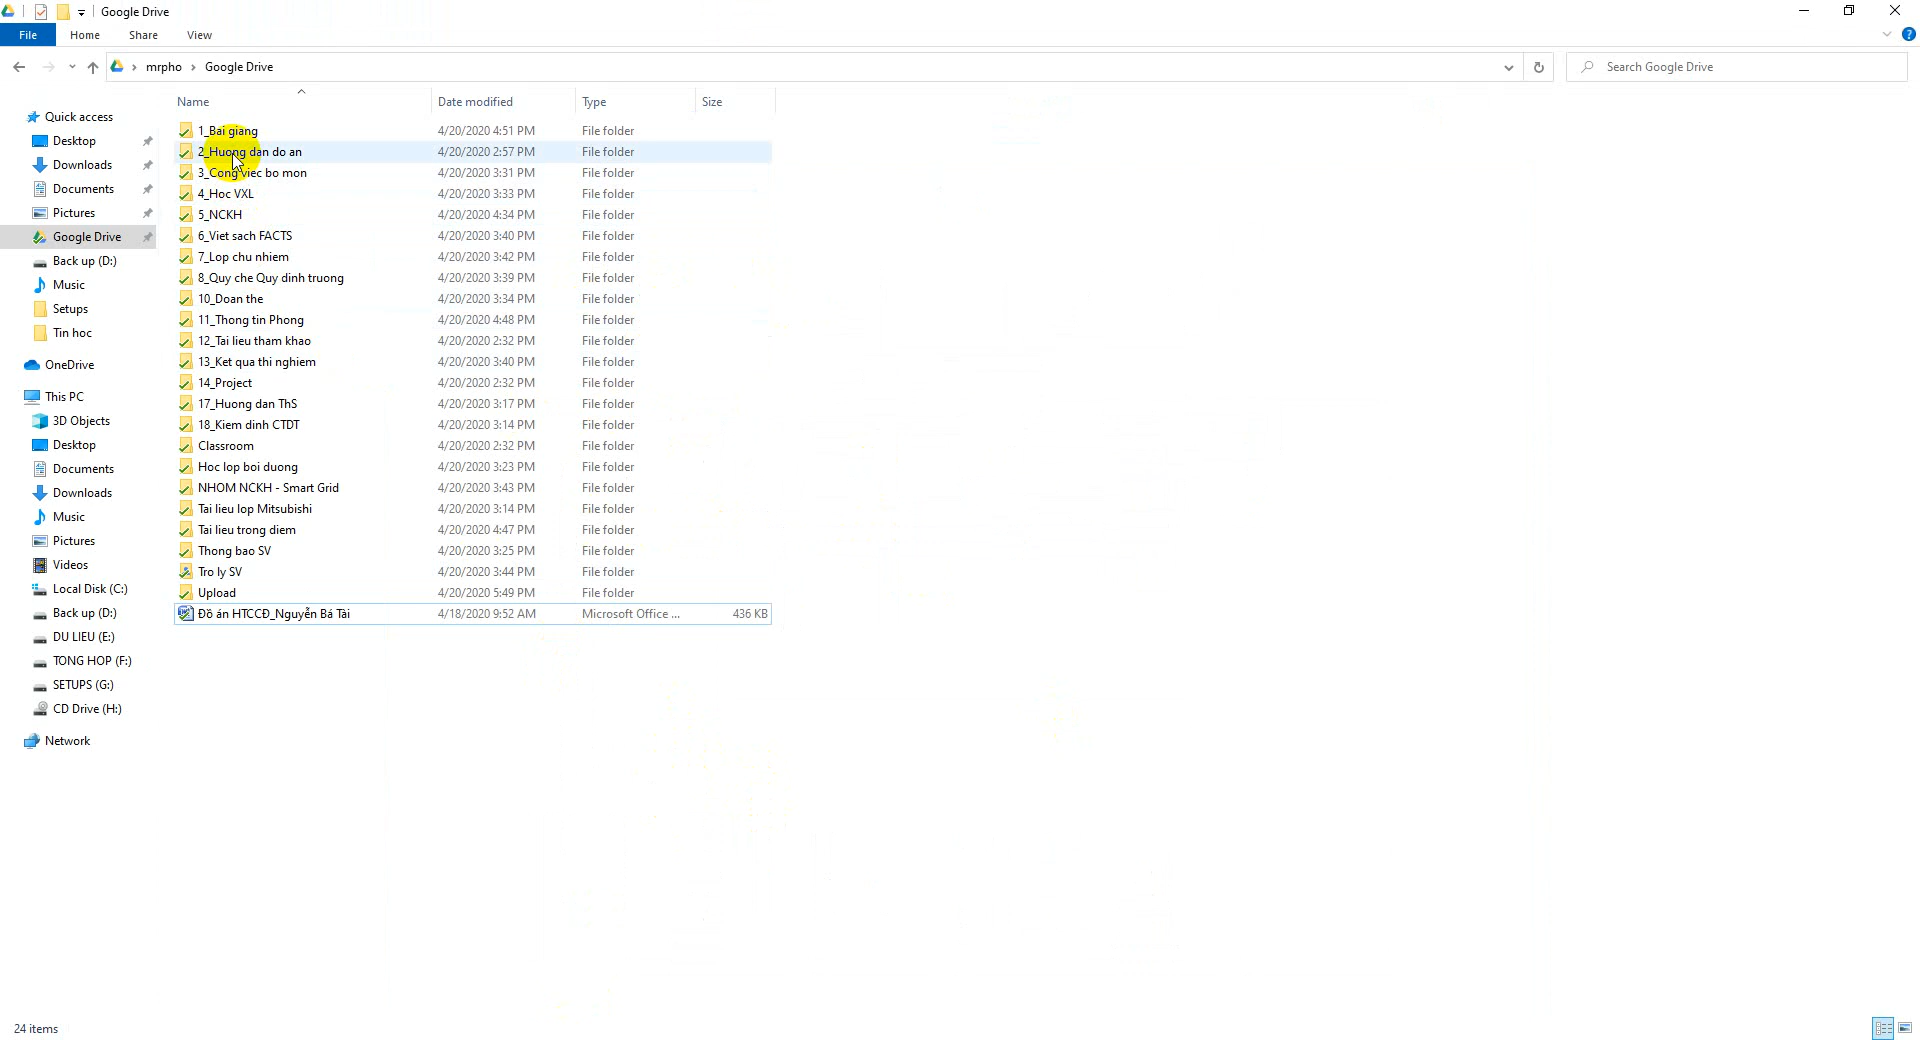 Google Drive
File Home Share View
mrpho > Google Drive
Search Google Drive
Name Date modified Type Size
Quick access
Desktop
Downloads
Documents
Pictures
Google Drive
Back up (D:)
Music
Setups
Tin hoc
OneDrive
This PC
3D Objects
Desktop
Documents
Downloads
Music
Pictures
Videos
Local Disk (C:)
Back up (D:)
DU LIEU (E:)
TONG HOP (F:)
SETUPS (G:)
CD Drive (H:)
Network
1_Bai giang 4/20/2020 4:51 PM File folder
2_Huong dan do an 4/20/2020 2:57 PM File folder
3_Cong viec bo mon 4/20/2020 3:31 PM File folder
4_Hoc VXL 4/20/2020 3:33 PM File folder
5_NCKH 4/20/2020 4:34 PM File folder
6_Viet sach FACTS 4/20/2020 3:40 PM File folder
7_Lop chu nhiem 4/20/2020 3:42 PM File folder
8_Quy che Quy dinh truong 4/20/2020 3:39 PM File folder
10_Doan the 4/20/2020 3:34 PM File folder
11_Thong tin Phong 4/20/2020 4:48 PM File folder
12_Tai lieu tham khao 4/20/2020 2:32 PM File folder
13_Ket qua thi nghiem 4/20/2020 3:40 PM File folder
14_Project 4/20/2020 2:32 PM File folder
17_Huong dan ThS 4/20/2020 3:17 PM File folder
18_Kiem dinh CTDT 4/20/2020 3:14 PM File folder
Classroom 4/20/2020 2:32 PM File folder
Hoc lop boi duong 4/20/2020 3:23 PM File folder
NHOM NCKH - Smart Grid 4/20/2020 3:43 PM File folder
Tai lieu lop Mitsubishi 4/20/2020 3:14 PM File folder
Tai lieu trong diem 4/20/2020 4:47 PM File folder
Thong bao SV 4/20/2020 3:25 PM File folder
Tro ly SV 4/20/2020 3:44 PM File folder
Upload 4/20/2020 5:49 PM File folder
Đồ án HTCCĐ_Nguyễn Bá Tài 4/18/2020 9:52 AM Microsoft Office ... 436 KB
24 items